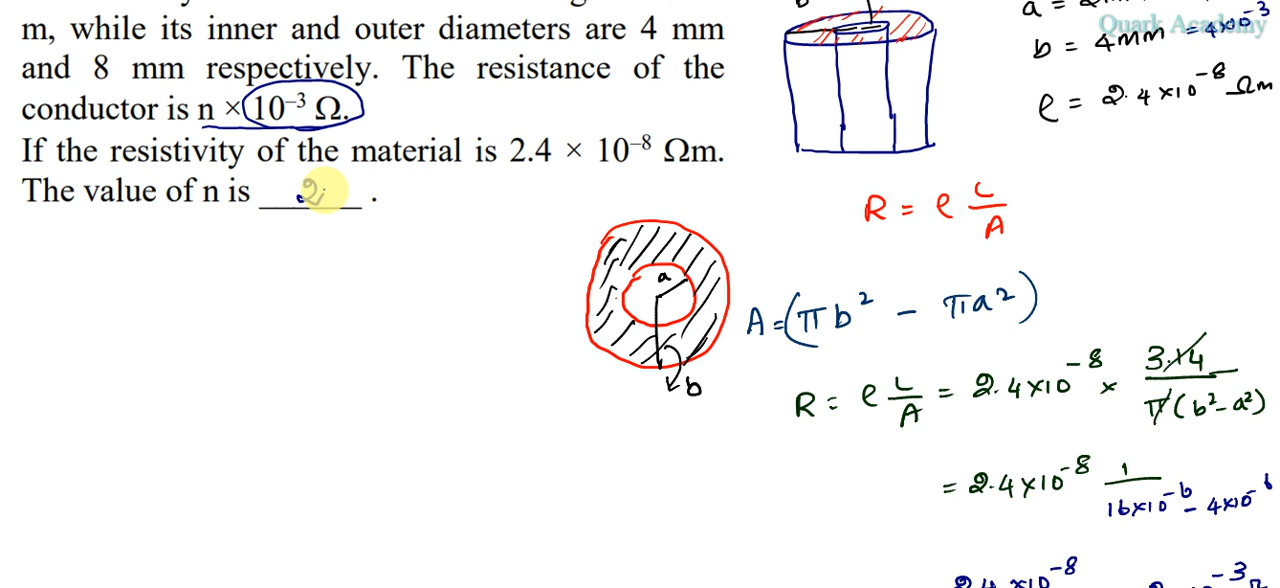 m, while its inner and outer diameters are 4 mm
and 8 mm respectively. The resistance of the
conductor is n × 10⁻³ Ω.
If the resistivity of the material is 2.4 × 10⁻⁸ Ωm.
The value of n is 2 .
Quark Academy
a =
b = 4mm = 4×10⁻³
ρ = 2.4×10⁻⁸ Ωm
R = ρ L/A
a
b
A = (πb² - πa²)
R = ρ L/A = 2.4×10⁻⁸ × 3.14/π(b²-a²)
= 2.4×10⁻⁸ 1/16×10⁻⁶ - 4×10⁻⁶